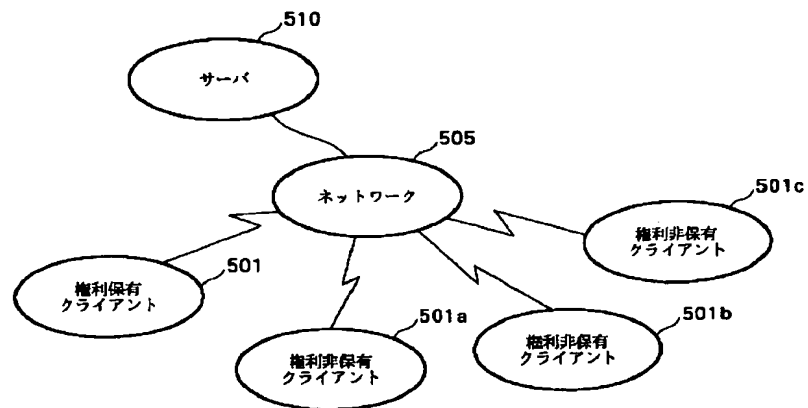 510
サーバ
505
ネットワーク
501c
権利非保有
クライアント
権利保有
クライアント
501
501a
権利非保有
クライアント
501b
権利非保有
クライアント